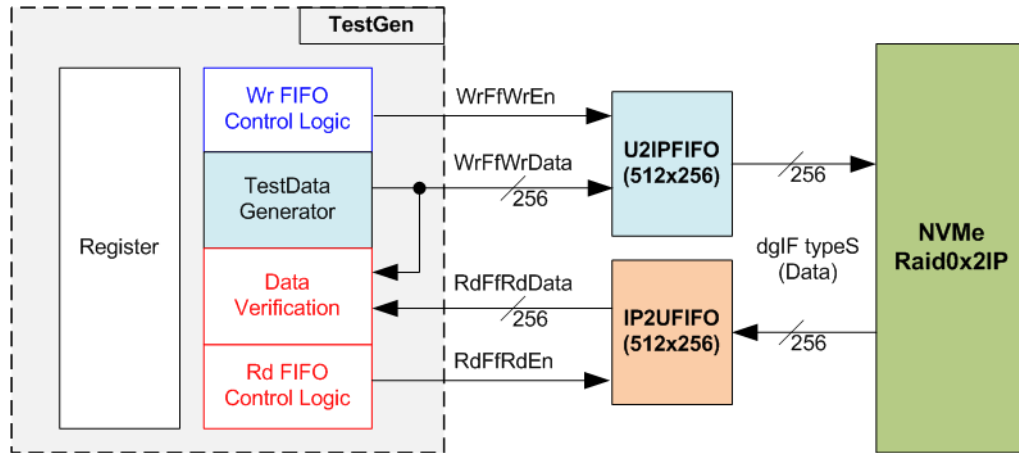 TestGen
Register
Wr FIFO
Control Logic
TestData
Generator
Data
Verification
Rd FIFO
Control Logic
WrFfWrEn
WrFfWrData
256
RdFfRdData
256
RdFfRdEn
U2IPFIFO
(512x256)
IP2UFIFO
(512x256)
256
dgIF typeS
(Data)
256
NVMe
Raid0x2IP